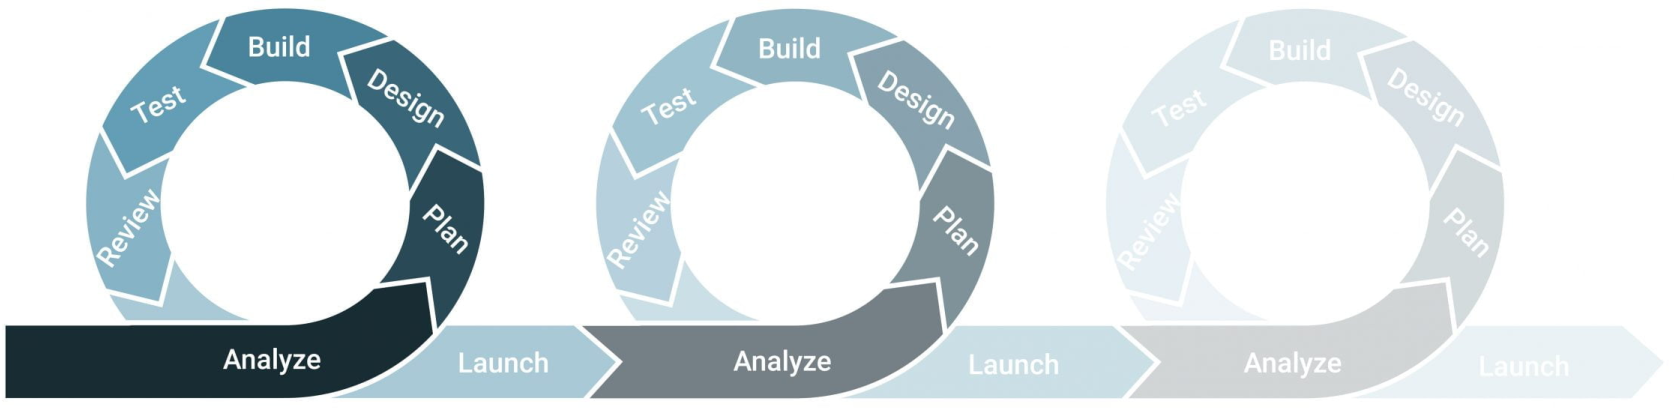 Analyze
Plan
Design
Build
Test
Review
Launch
Analyze
Plan
Design
Build
Test
Review
Launch
Analyze
Plan
Design
Build
Test
Review
Launch